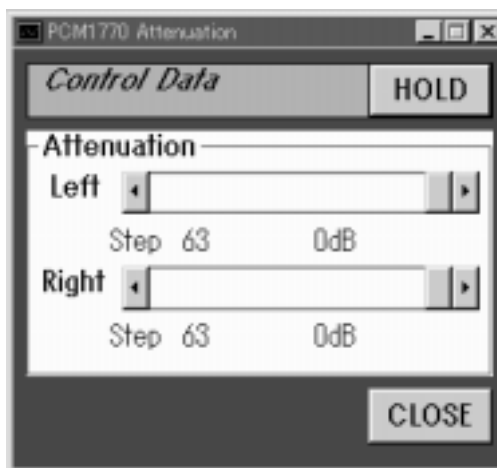 PCM1770 Attenuation
Control Data
HOLD
Attenuation
Left
Step 63 0dB
Right
Step 63 0dB
CLOSE